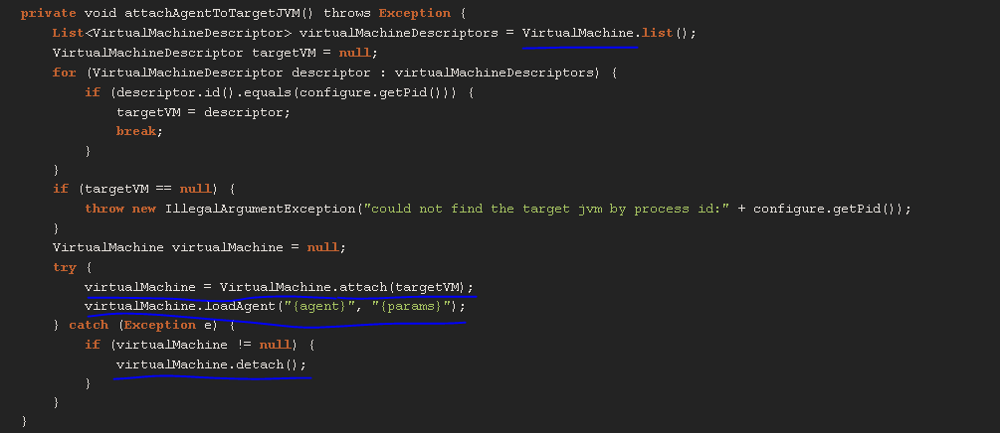 private void attachAgentToTargetJVM() throws Exception {
    List<VirtualMachineDescriptor> virtualMachineDescriptors = VirtualMachine.list();
    VirtualMachineDescriptor targetVM = null;
    for (VirtualMachineDescriptor descriptor : virtualMachineDescriptors) {
        if (descriptor.id().equals(configure.getPid())) {
            targetVM = descriptor;
            break;
        }
    }
    if (targetVM == null) {
        throw new IllegalArgumentException("could not find the target jvm by process id:" + configure.getPid());
    }
    VirtualMachine virtualMachine = null;
    try {
        virtualMachine = VirtualMachine.attach(targetVM);
        virtualMachine.loadAgent("{agent}", "{params}");
    } catch (Exception e) {
        if (virtualMachine != null) {
            virtualMachine.detach();
        }
    }
}